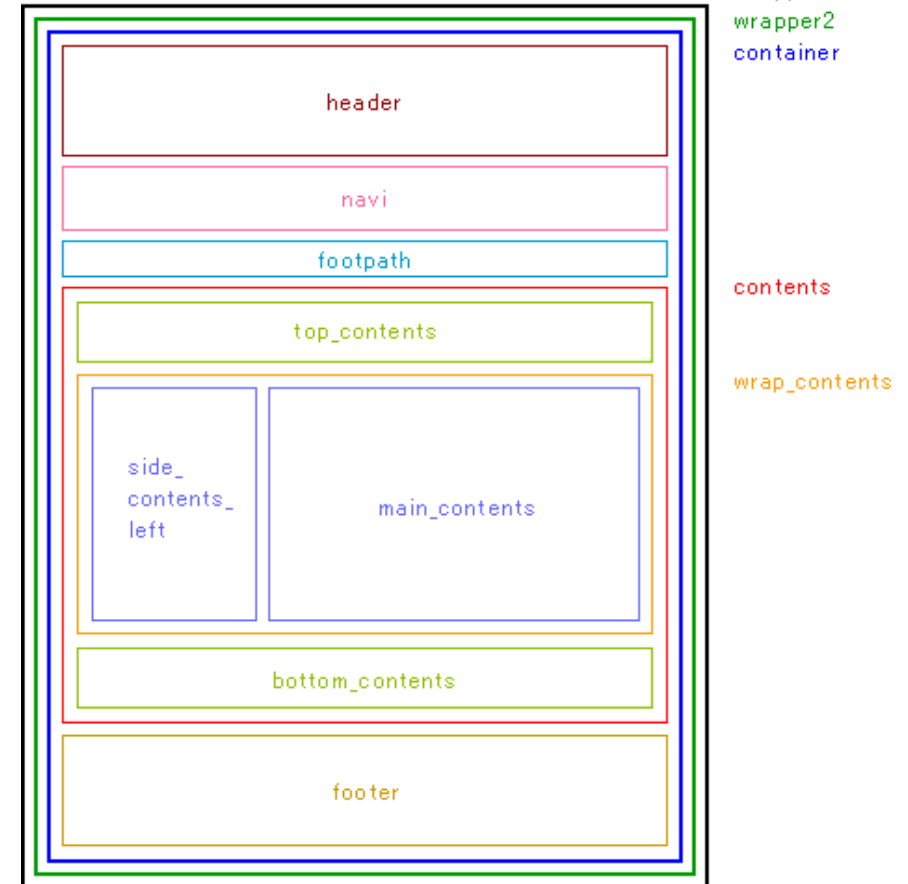 wrapper2
container
header
navi
footpath
contents
top_contents
wrap_contents
side_
contents_
left
main_contents
bottom_contents
footer